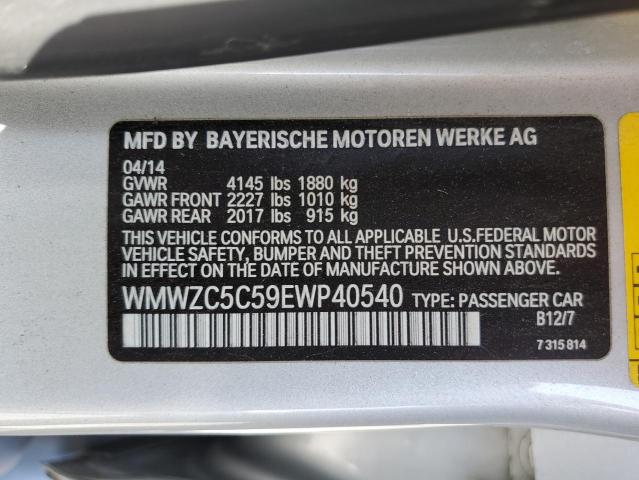 MFD BY BAYERISCHE MOTOREN WERKE AG
04/14
GVWR 4145 lbs 1880 kg
GAWR FRONT 2227 lbs 1010 kg
GAWR REAR 2017 lbs 915 kg
THIS VEHICLE CONFORMS TO ALL APPLICABLE U.S.FEDERAL MOTOR
VEHICLE SAFETY, BUMPER AND THEFT PREVENTION STANDARDS
IN EFFECT ON THE DATE OF MANUFACTURE SHOWN ABOVE.
WMWZC5C59EWP40540 TYPE: PASSENGER CAR
B12/7
7 315 814